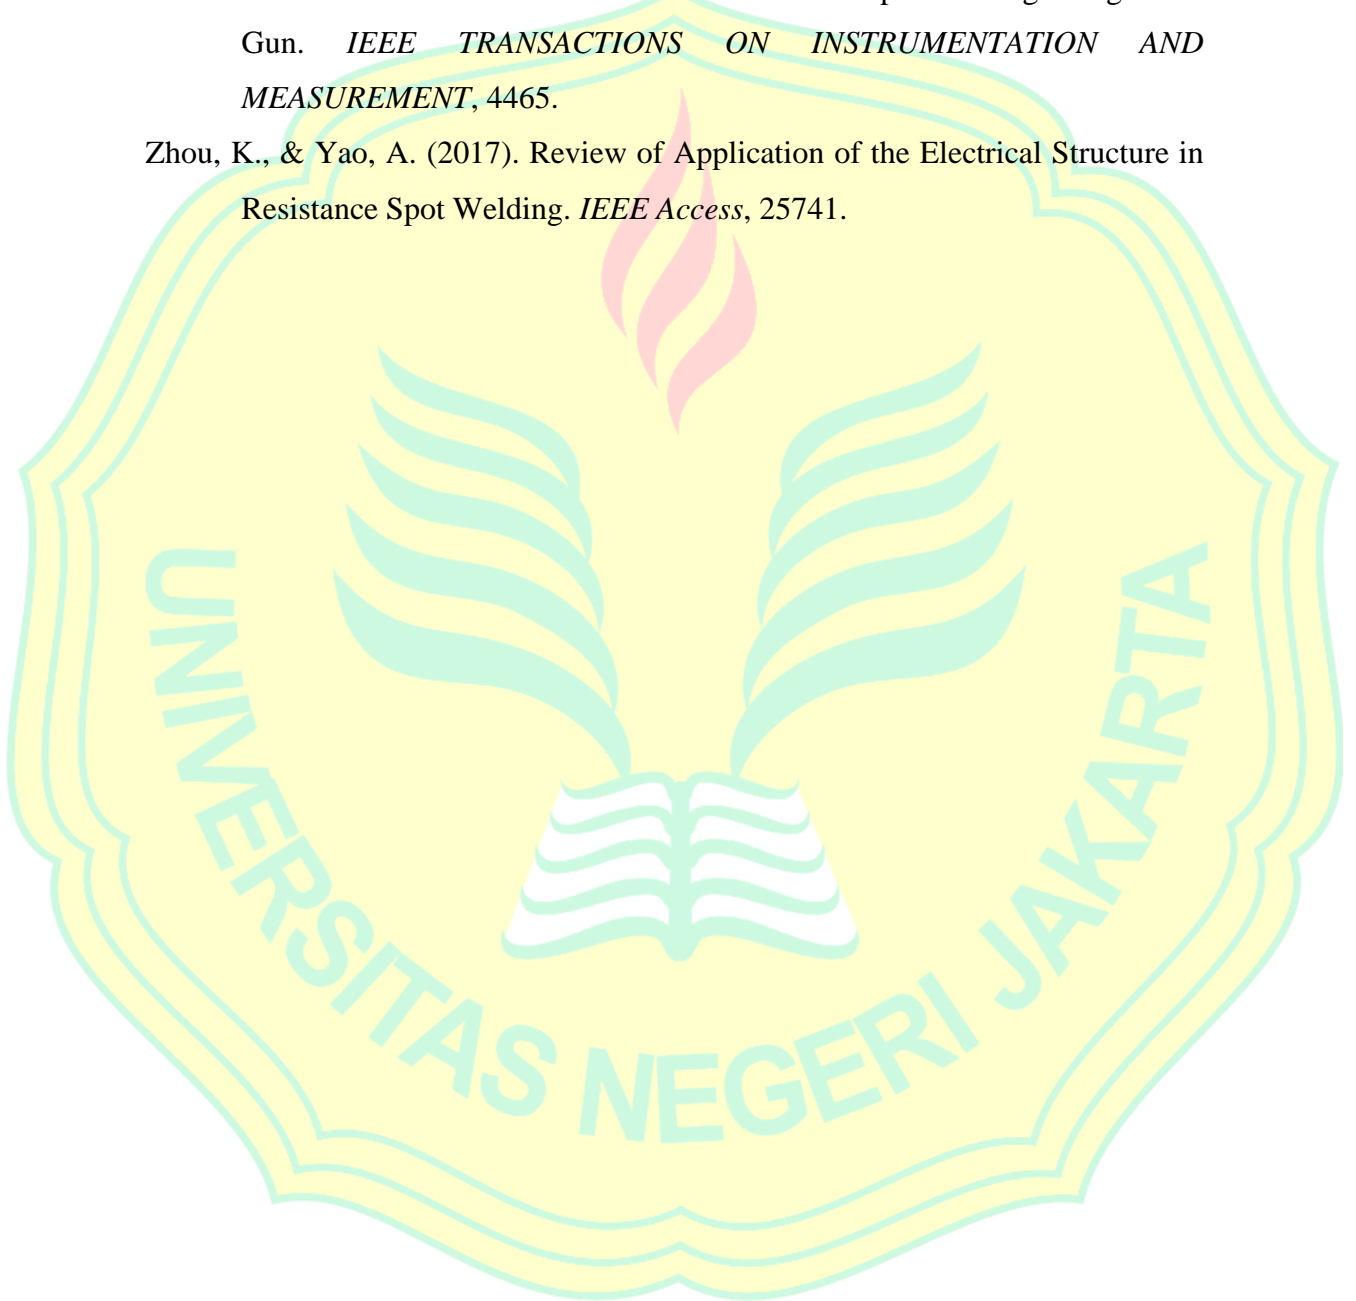 Gun. IEEE TRANSACTIONS ON INSTRUMENTATION AND
MEASUREMENT, 4465.
Zhou, K., & Yao, A. (2017). Review of Application of the Electrical Structure in
Resistance Spot Welding. IEEE Access, 25741.
UNIVERSITAS NEGERI JAKARTA